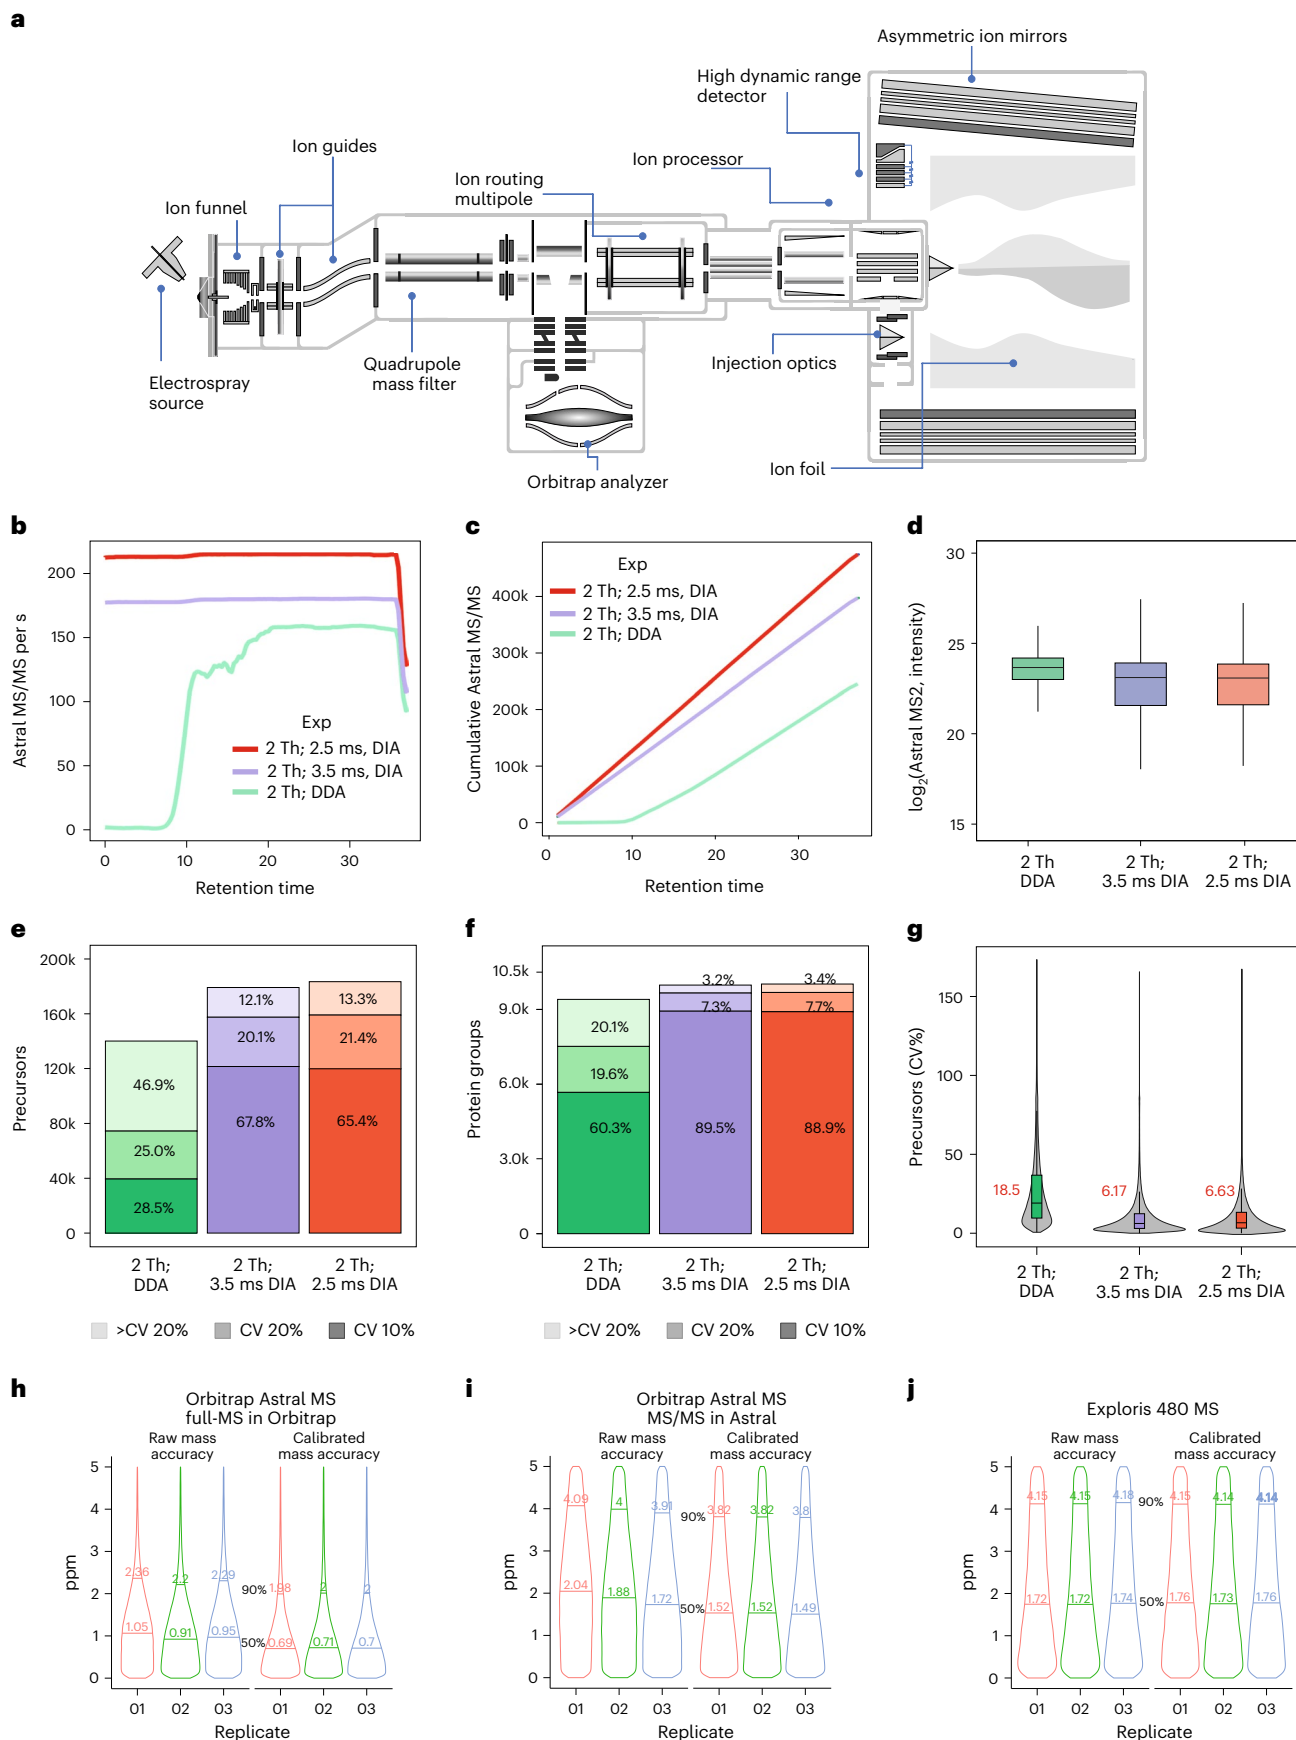 a
Asymmetric ion mirrors
High dynamic range
detector
Ion processor
Ion guides
Ion routing
multipole
Ion funnel
Electrospray
source
Quadrupole
mass filter
Injection optics
Ion foil
Orbitrap analyzer
b
Astral MS/MS per s
200
150
100
50
0
Exp
2 Th; 2.5 ms, DIA
2 Th; 3.5 ms, DIA
2 Th; DDA
0 10 20 30
Retention time
c
Cumulative Astral MS/MS
400k
300k
200k
100k
0
Exp
2 Th; 2.5 ms, DIA
2 Th; 3.5 ms, DIA
2 Th; DDA
0 10 20 30
Retention time
d
log2(Astral MS2, intensity)
30
25
20
15
2 Th 2 Th; 2 Th;
DDA 3.5 ms DIA 2.5 ms DIA
e
Precursors
200k
160k
120k
80k
40k
0
46.9%
25.0%
28.5%
12.1%
20.1%
67.8%
13.3%
21.4%
65.4%
2 Th; 2 Th; 2 Th;
DDA 3.5 ms DIA 2.5 ms DIA
>CV 20% CV 20% CV 10%
f
Protein groups
10.5k
9.0k
6.0k
3.0k
0
20.1%
19.6%
60.3%
3.2%
7.3%
89.5%
3.4%
7.7%
88.9%
2 Th; 2 Th; 2 Th;
DDA 3.5 ms DIA 2.5 ms DIA
>CV 20% CV 20% CV 10%
g
Precursors (CV%)
150
100
50
0
18.5
6.17
6.63
2 Th; 2 Th; 2 Th;
DDA 3.5 ms DIA 2.5 ms DIA
h
Orbitrap Astral MS
full-MS in Orbitrap
Raw mass
accuracy
Calibrated
mass accuracy
ppm
5
4
3
2
1
0
2.36 2.2 2.29 90% 1.98 2 2
1.05 0.91 0.95 50% 0.69 0.71 0.7
01 02 03 01 02 03
Replicate
i
Orbitrap Astral MS
MS/MS in Astral
Raw mass
accuracy
Calibrated
mass accuracy
ppm
5
4
3
2
1
0
4.09 4 3.91 90% 3.82 3.82 3.8
2.04 1.88 1.72 50% 1.52 1.52 1.49
01 02 03 01 02 03
Replicate
j
Exploris 480 MS
Raw mass
accuracy
Calibrated
mass accuracy
ppm
5
4
3
2
1
0
4.15 4.15 4.18 90% 4.15 4.14 4.14
1.72 1.72 1.74 50% 1.76 1.73 1.76
01 02 03 01 02 03
Replicate